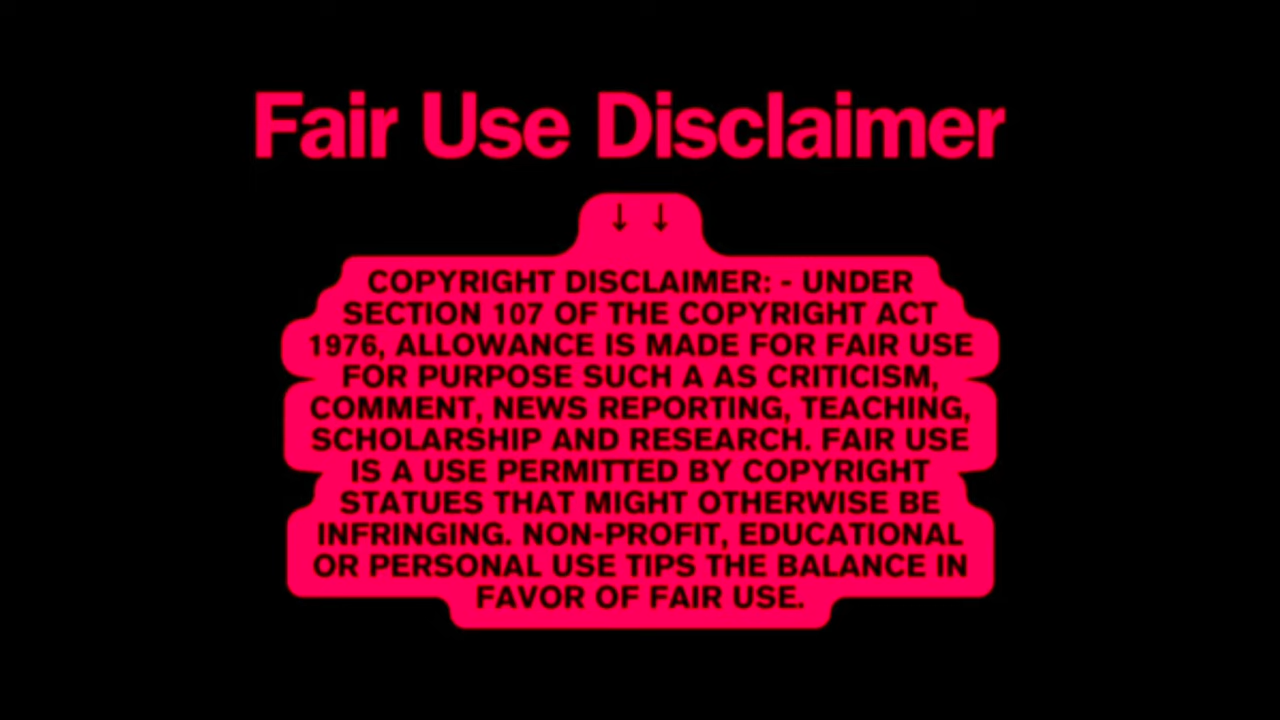 Fair Use Disclaimer
↓ ↓
COPYRIGHT DISCLAIMER: - UNDER
SECTION 107 OF THE COPYRIGHT ACT
1976, ALLOWANCE IS MADE FOR FAIR USE
FOR PURPOSE SUCH A AS CRITICISM,
COMMENT, NEWS REPORTING, TEACHING,
SCHOLARSHIP AND RESEARCH. FAIR USE
IS A USE PERMITTED BY COPYRIGHT
STATUES THAT MIGHT OTHERWISE BE
INFRINGING. NON-PROFIT, EDUCATIONAL
OR PERSONAL USE TIPS THE BALANCE IN
FAVOR OF FAIR USE.